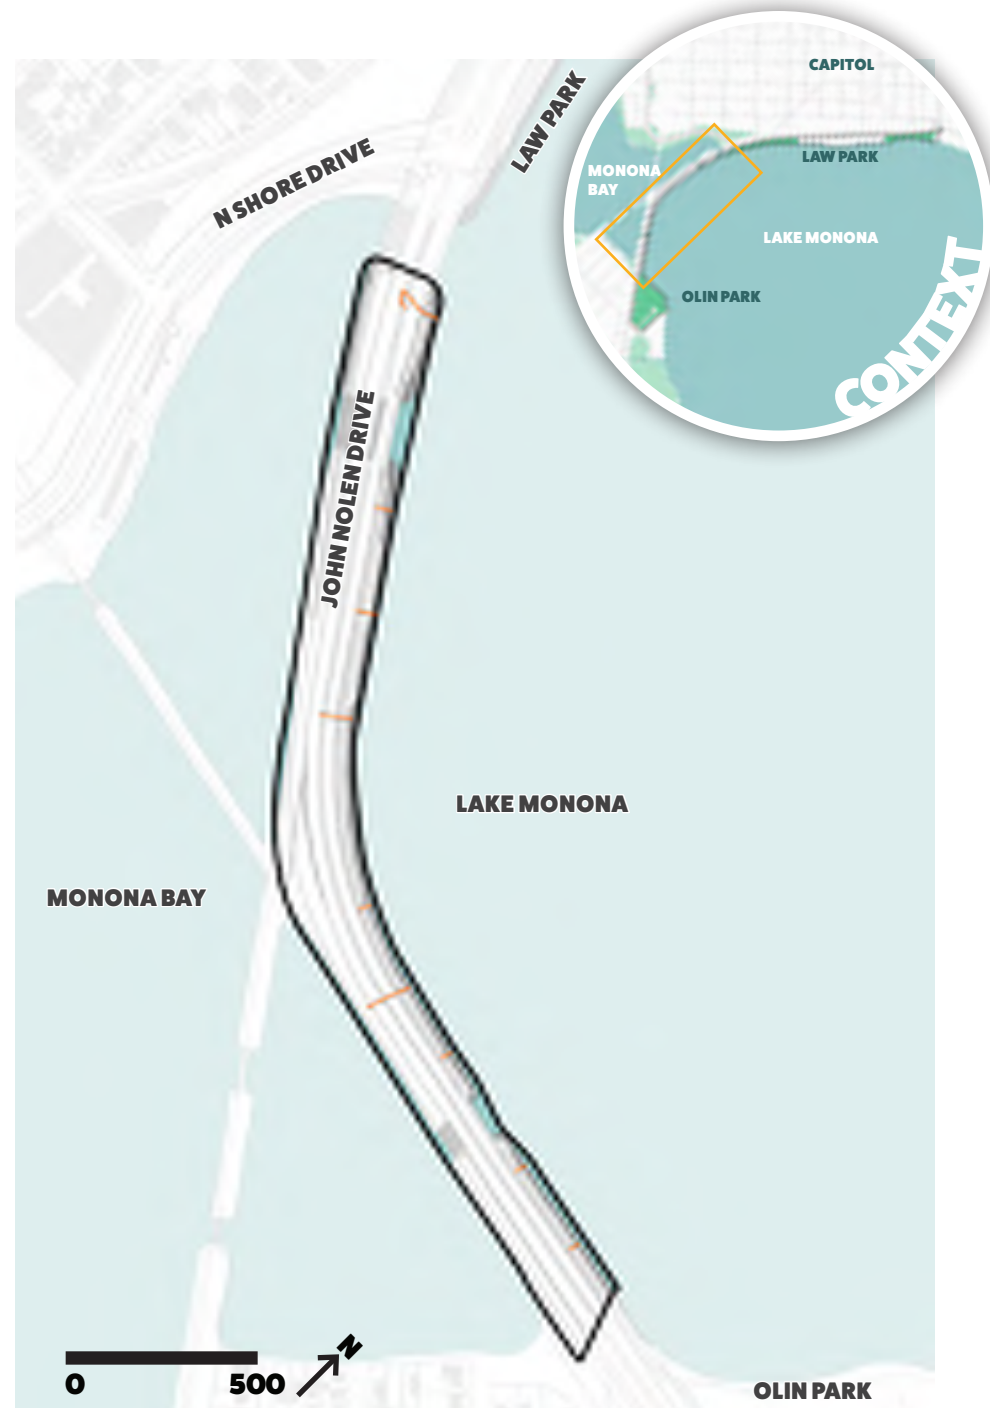 CAPITOL
LAW PARK
LAW PARK
N SHORE DRIVE
MONONA
BAY
LAKE MONONA
OLIN PARK
CONTEXT
JOHN NOLEN DRIVE
LAKE MONONA
MONONA BAY
N
0 500
OLIN PARK